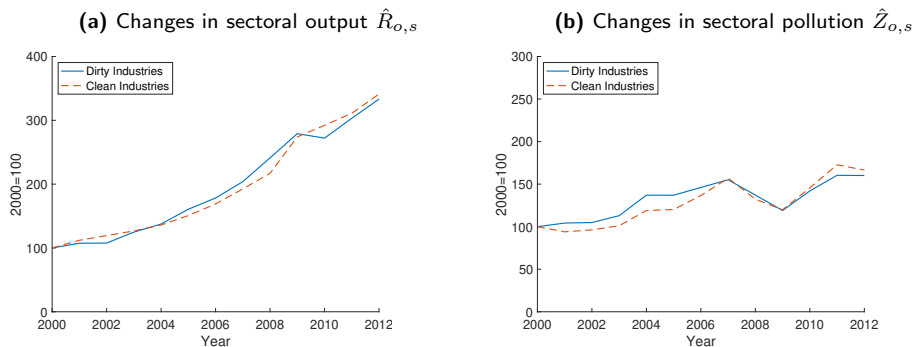 (a) Changes in sectoral output R̂o,s
400
300
200
100
0
2000=100
Dirty Industries
Clean Industries
2000 2002 2004 2006 2008 2010 2012
Year
(b) Changes in sectoral pollution Ẑo,s
300
250
200
150
100
50
0
2000=100
Dirty Industries
Clean Industries
2000 2002 2004 2006 2008 2010 2012
Year